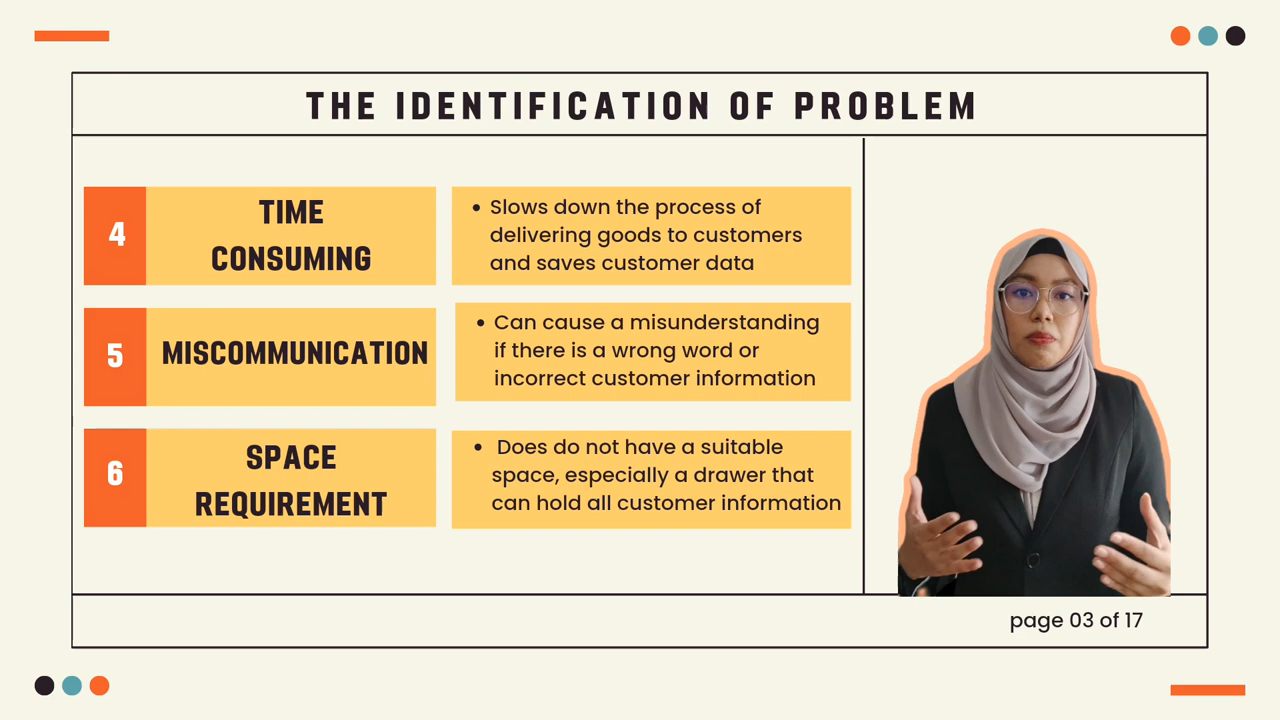 THE IDENTIFICATION OF PROBLEM
4
TIME
CONSUMING
• Slows down the process of
delivering goods to customers
and saves customer data
5
MISCOMMUNICATION
• Can cause a misunderstanding
if there is a wrong word or
incorrect customer information
6
SPACE
REQUIREMENT
• Does do not have a suitable
space, especially a drawer that
can hold all customer information
page 03 of 17